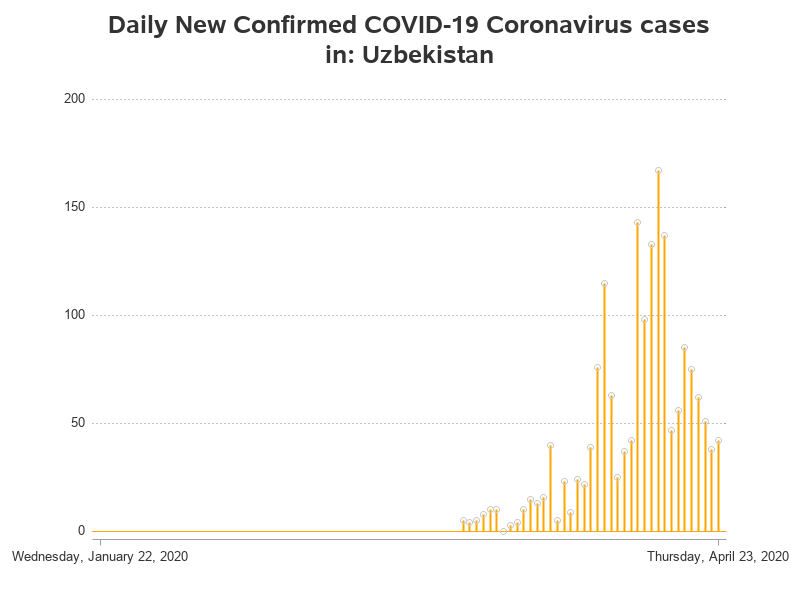 Daily New Confirmed COVID-19 Coronavirus cases
in: Uzbekistan
200
150
100
50
0
Wednesday, January 22, 2020
Thursday, April 23, 2020